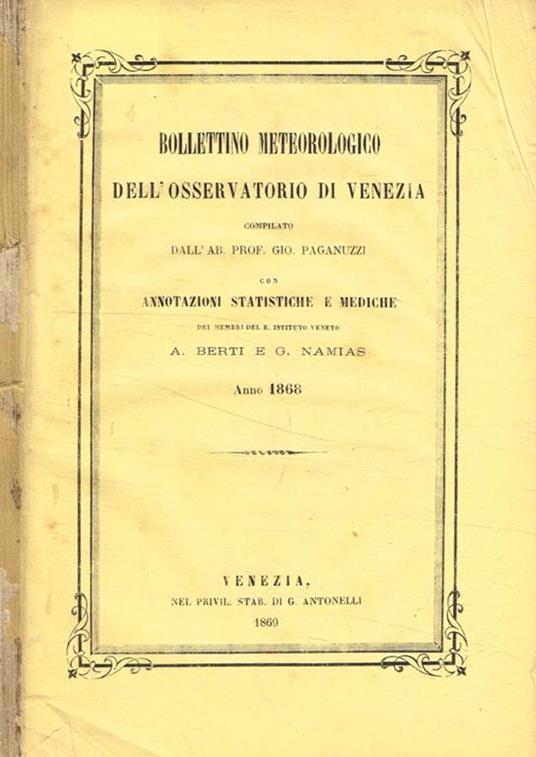 BOLLETTINO METEOROLOGICO
DELL'OSSERVATORIO DI VENEZIA
COMPILATO
DALL' AB. PROF. GIO. PAGANUZZI
CON
ANNOTAZIONI STATISTICHE E MEDICHE
DEI MEMBRI DEL R. ISTITUTO VENETO
A. BERTI E G. NAMIAS
Anno 1868
VENEZIA,
NEL PRIVIL. STAB. DI G. ANTONELLI
1869